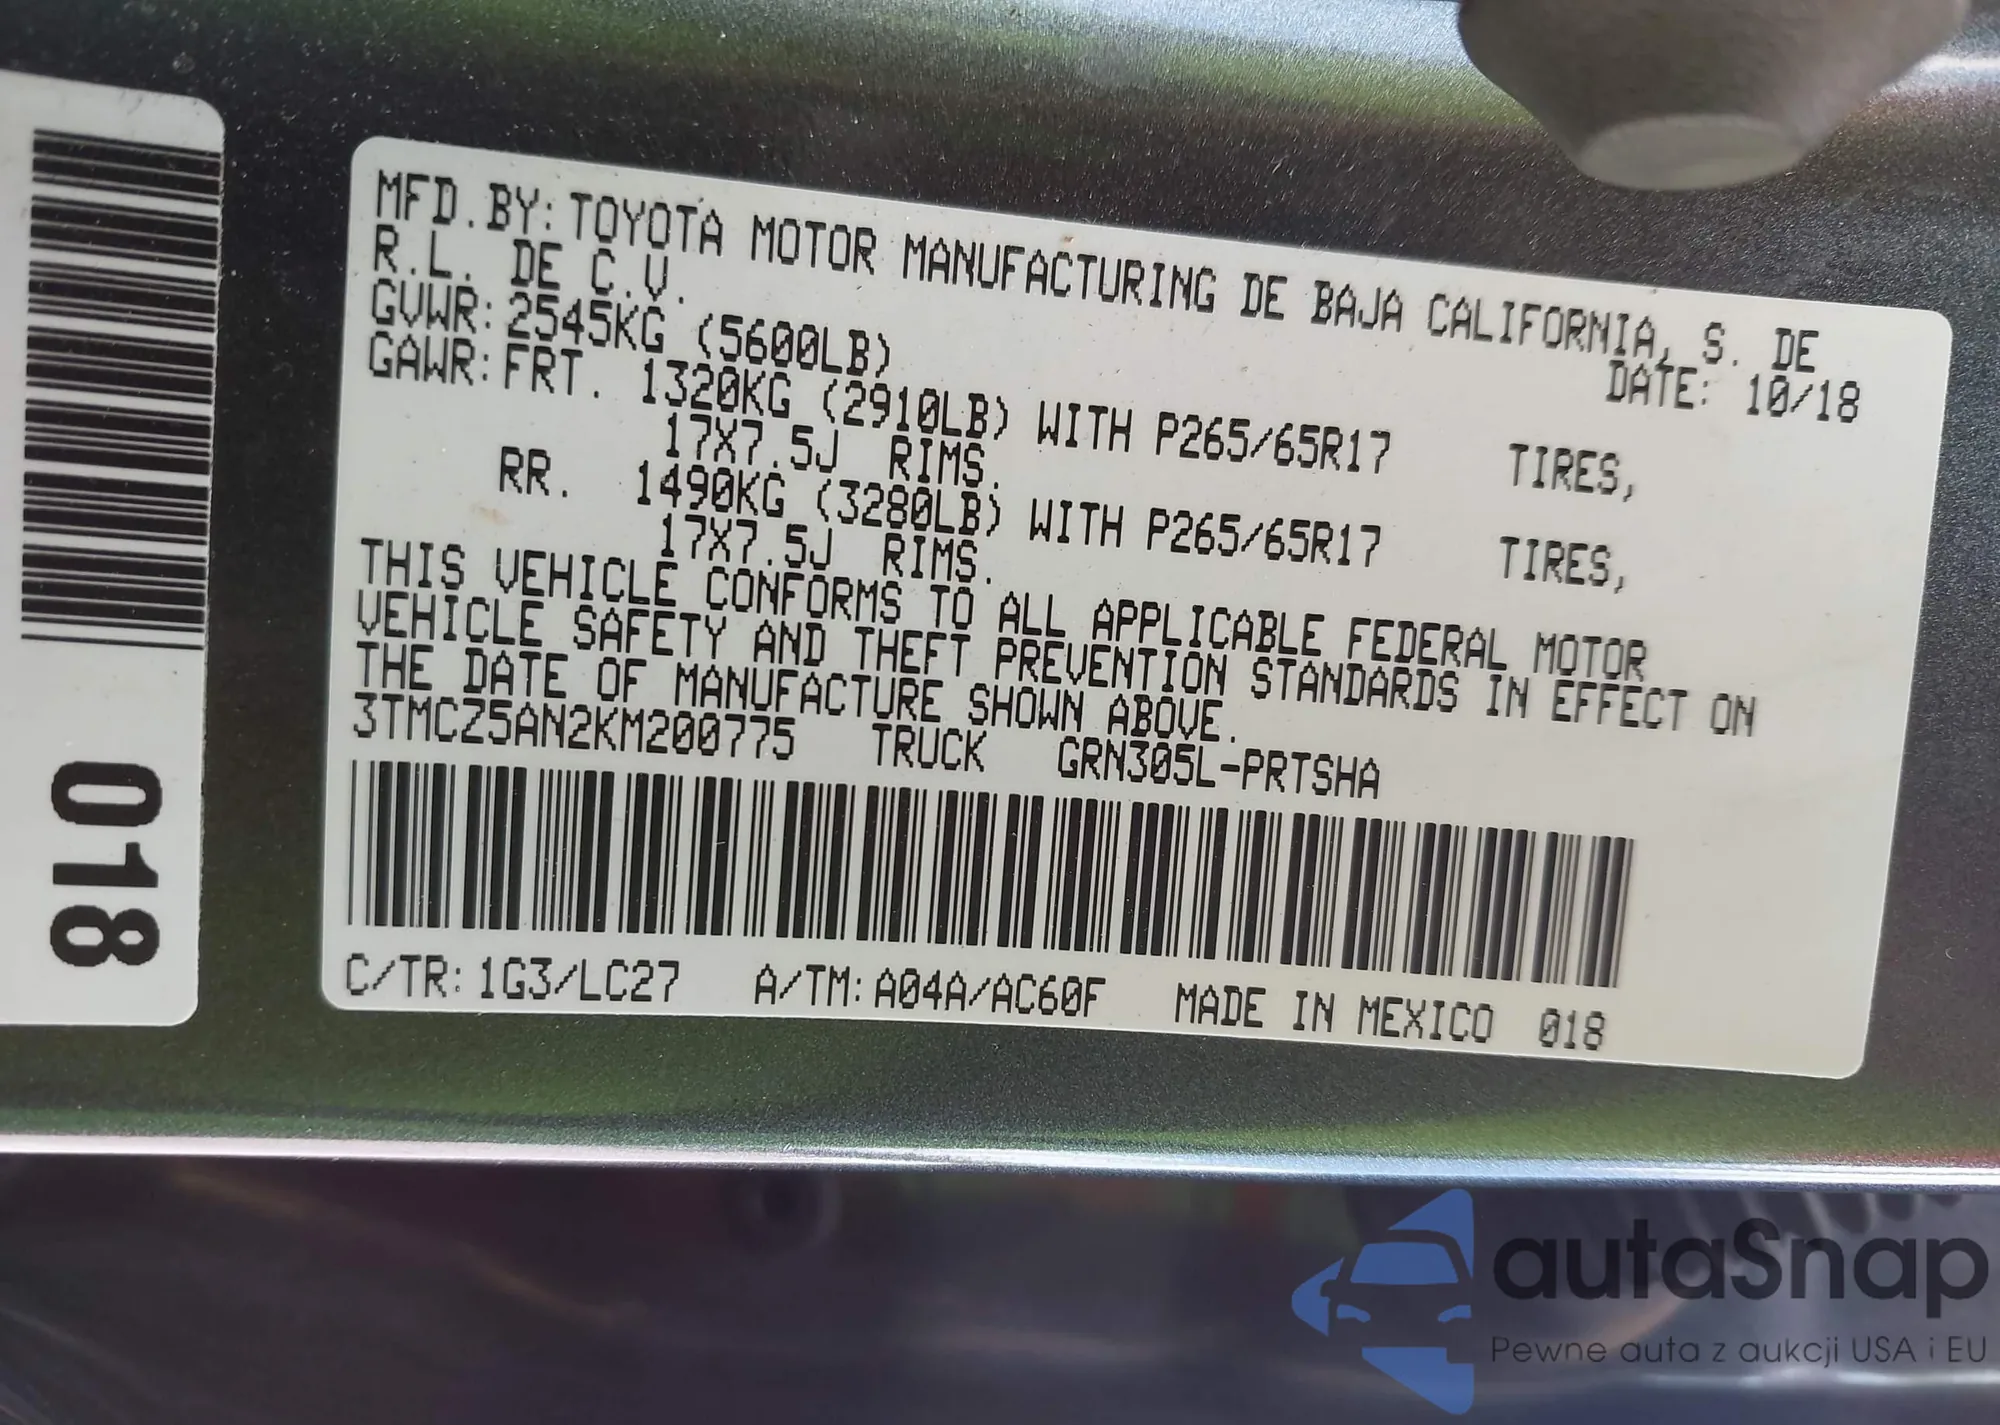 MFD.BY: TOYOTA MOTOR MANUFACTURING DE BAJA CALIFORNIA, S. DE
R.L. DE C.V. DATE: 10/18
GVWR: 2545KG (5600LB)
GAWR: FRT. 1320KG (2910LB) WITH P265/65R17 TIRES,
17X7.5J RIMS.
RR. 1490KG (3280LB) WITH P265/65R17 TIRES,
17X7.5J RIMS.
THIS VEHICLE CONFORMS TO ALL APPLICABLE FEDERAL MOTOR
VEHICLE SAFETY AND THEFT PREVENTION STANDARDS IN EFFECT ON
THE DATE OF MANUFACTURE SHOWN ABOVE.
3TMCZ5AN2KM200775 TRUCK GRN305L-PRTSHA
C/TR: 1G3/LC27 A/TM: A04A/AC60F MADE IN MEXICO 018
018
autaSnap
Pewne auta z aukcji USA i EU